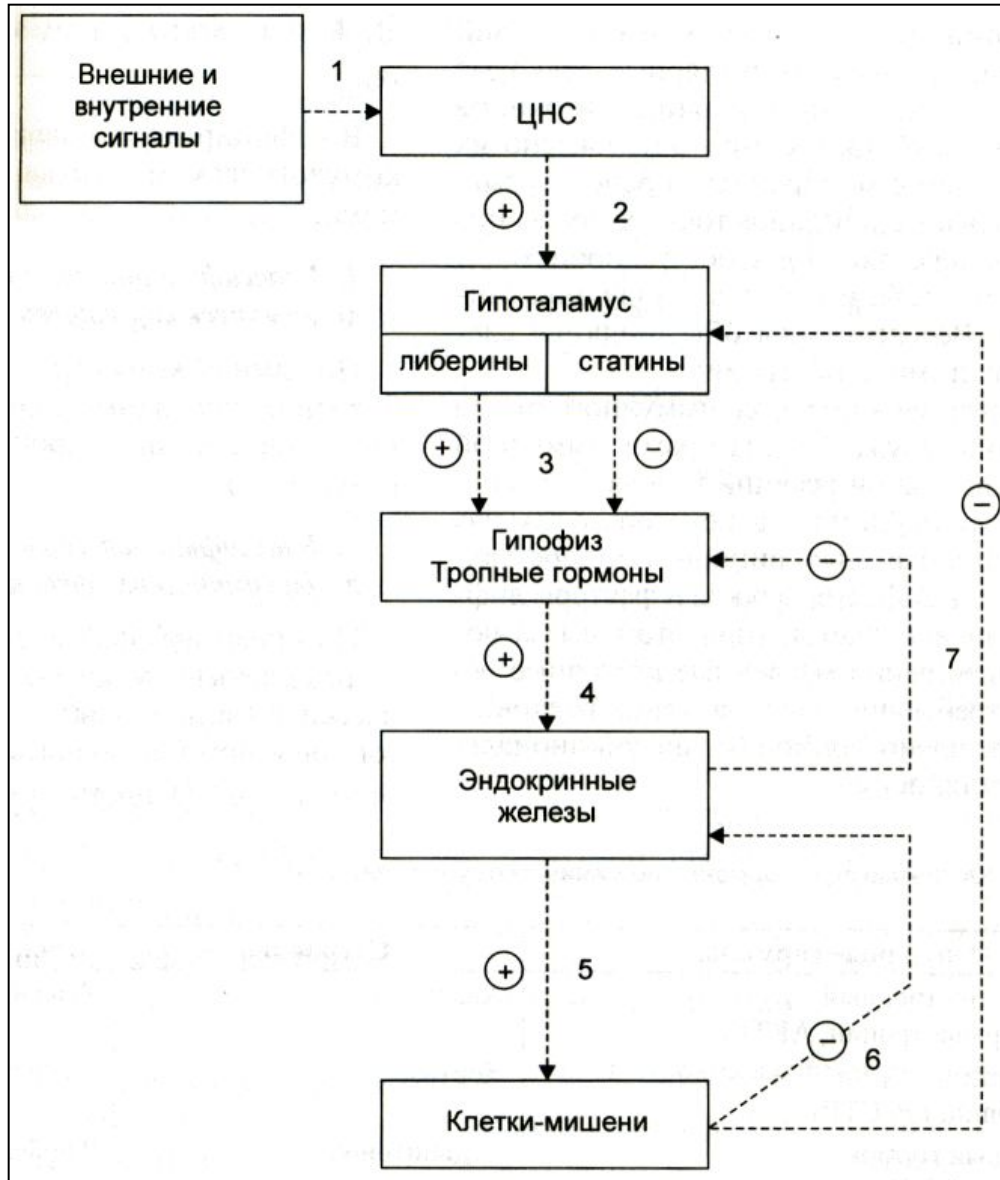 Внешние и
внутренние
сигналы
1
ЦНС
+
2
Гипоталамус
либерины
статины
+
3
−
−
Гипофиз
Тропные гормоны
−
+
4
7
Эндокринные
железы
+
5
−
6
Клетки-мишени